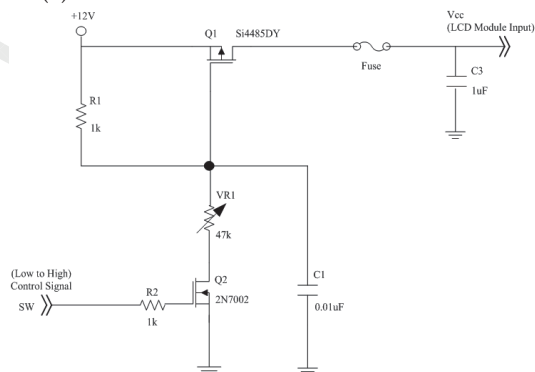 +12V
Q1
Si4485DY
Vcc
(LCD Module Input)
Fuse
C3
1uF
R1
1k
VR1
47k
(Low to High)
Control Signal
SW
R2
1k
Q2
2N7002
C1
0.01uF